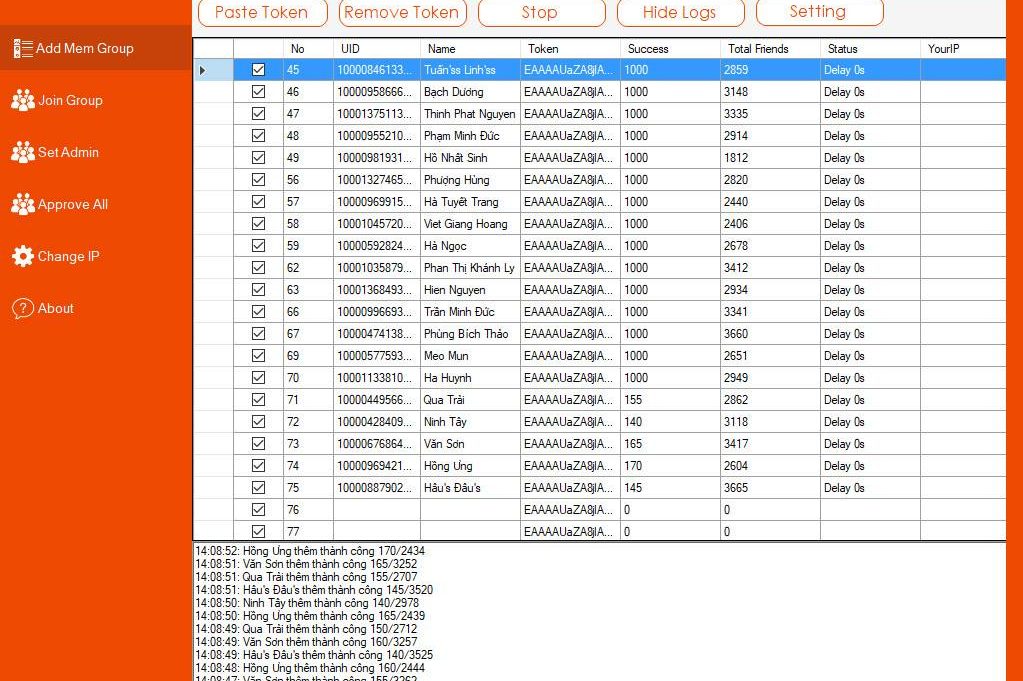 Paste Token Remove Token Stop Hide Logs Setting
Add Mem Group
Join Group
Set Admin
Approve All
Change IP
About
No UID Name Token Success Total Friends Status YourIP
45 10000846133... Tuấn'ss Linh'ss EAAAAUaZA8jIA... 1000 2859 Delay 0s
46 10000958666... Bạch Dương EAAAAUaZA8jIA... 1000 3148 Delay 0s
47 10001375113... Thinh Phat Nguyen EAAAAUaZA8jIA... 1000 3335 Delay 0s
48 10000955210... Phạm Minh Đức EAAAAUaZA8jIA... 1000 2914 Delay 0s
49 10000981931... Hồ Nhất Sinh EAAAAUaZA8jIA... 1000 1812 Delay 0s
56 10001327465... Phượng Hùng EAAAAUaZA8jIA... 1000 2820 Delay 0s
57 10000969915... Hà Tuyết Trang EAAAAUaZA8jIA... 1000 2440 Delay 0s
58 10001045720... Viet Giang Hoang EAAAAUaZA8jIA... 1000 2406 Delay 0s
59 10000592824... Hà Ngọc EAAAAUaZA8jIA... 1000 2678 Delay 0s
62 10001035879... Phan Thị Khánh Ly EAAAAUaZA8jIA... 1000 3412 Delay 0s
63 10001368493... Hien Nguyen EAAAAUaZA8jIA... 1000 2934 Delay 0s
66 10000996693... Trần Minh Đức EAAAAUaZA8jIA... 1000 3341 Delay 0s
67 10000474138... Phùng Bích Thảo EAAAAUaZA8jIA... 1000 3660 Delay 0s
69 10000577593... Meo Mun EAAAAUaZA8jIA... 1000 2651 Delay 0s
70 10001133810... Ha Huynh EAAAAUaZA8jIA... 1000 2949 Delay 0s
71 10000449566... Qua Trải EAAAAUaZA8jIA... 155 2862 Delay 0s
72 10000428409... Ninh Tây EAAAAUaZA8jIA... 140 3118 Delay 0s
73 10000676864... Văn Sơn EAAAAUaZA8jIA... 165 3417 Delay 0s
74 10000969421... Hồng Ưng EAAAAUaZA8jIA... 170 2604 Delay 0s
75 10000887902... Hầu's Đầu's EAAAAUaZA8jIA... 145 3665 Delay 0s
76 EAAAAUaZA8jIA... 0 0
77 EAAAAUaZA8jIA... 0 0
14:08:52: Hồng Ưng thêm thành công 170/2434
14:08:51: Văn Sơn thêm thành công 165/3252
14:08:51: Qua Trải thêm thành công 155/2707
14:08:51: Hầu's Đầu's thêm thành công 145/3520
14:08:50: Ninh Tây thêm thành công 140/2978
14:08:50: Hồng Ưng thêm thành công 165/2439
14:08:49: Qua Trải thêm thành công 150/2712
14:08:49: Văn Sơn thêm thành công 160/3257
14:08:49: Hầu's Đầu's thêm thành công 140/3525
14:08:48: Hồng Ưng thêm thành công 160/2444
14:08:47: Văn Sơn thêm thành công 155/3262